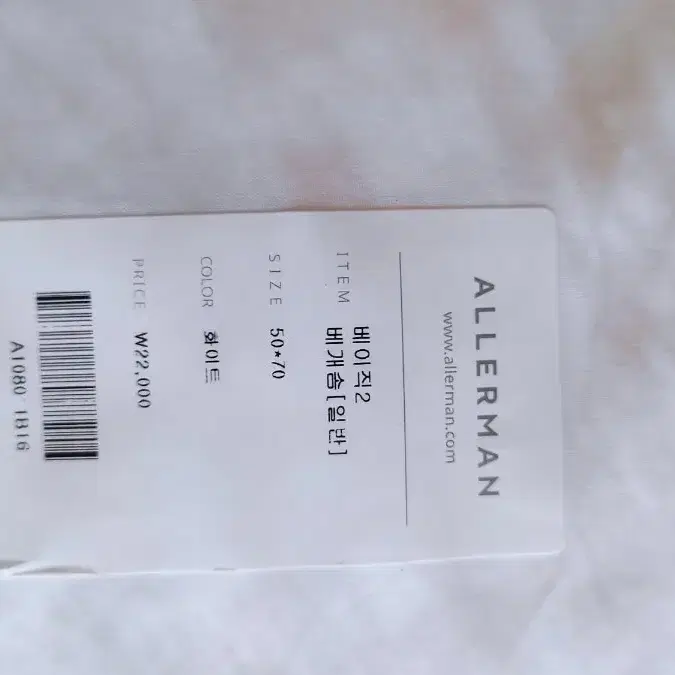 ALLERMAN
www.allerman.com
ITEM 베이직2
베개솜[일반]
SIZE 50*70
COLOR 화이트
PRICE W22,000
A1080 1B16